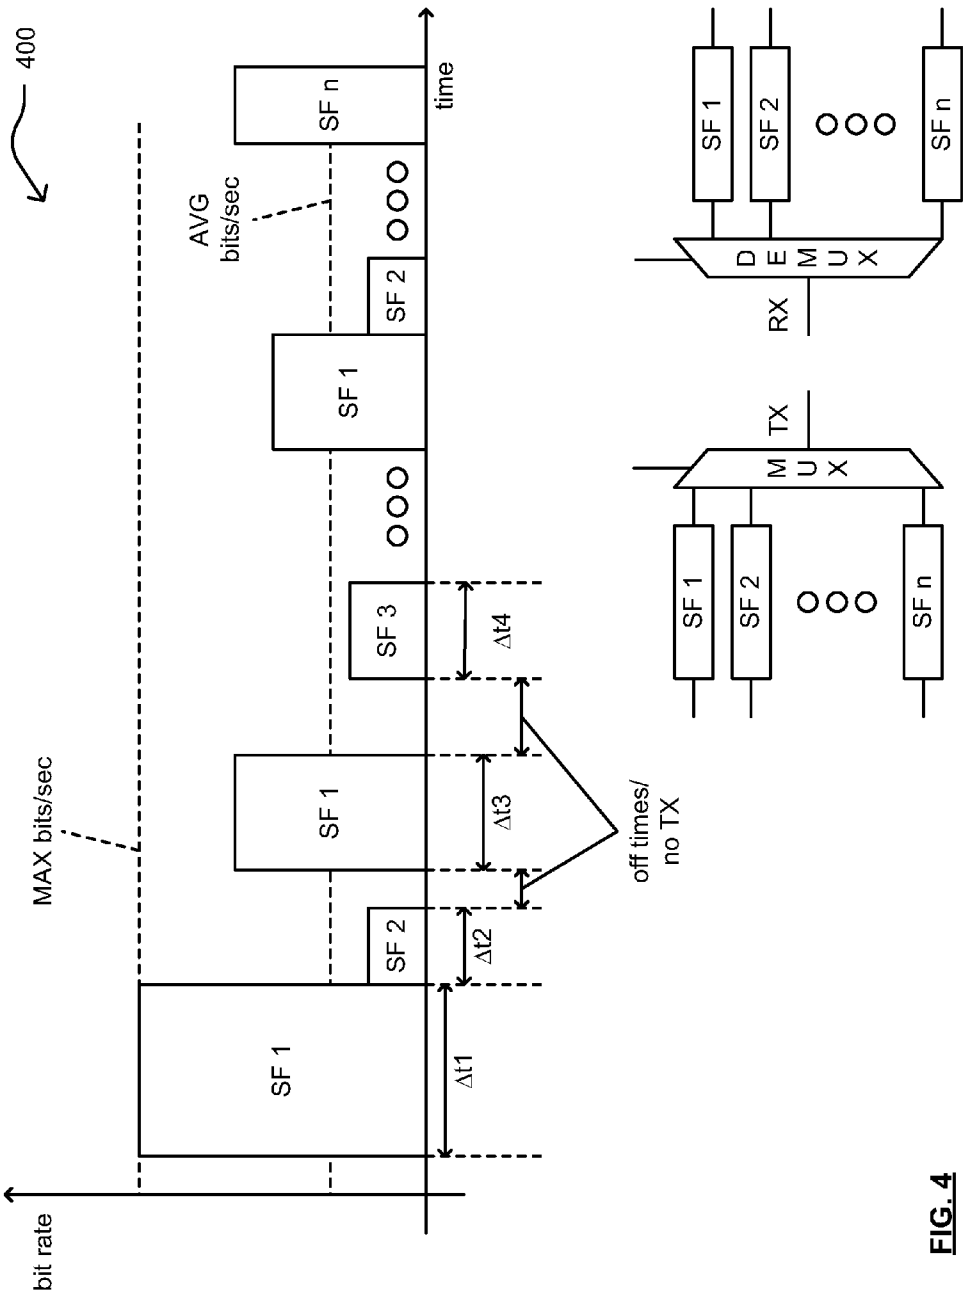 400
bit rate
MAX bits/sec
AVG
bits/sec
SF 1
SF 2
SF 1
SF 3
SF 1
SF 2
SF n
time
Δt1
Δt2
Δt3
Δt4
off times/
no TX
SF 1
SF 2
SF n
MUX
TX
RX
DEMUX
SF 1
SF 2
SF n
FIG. 4